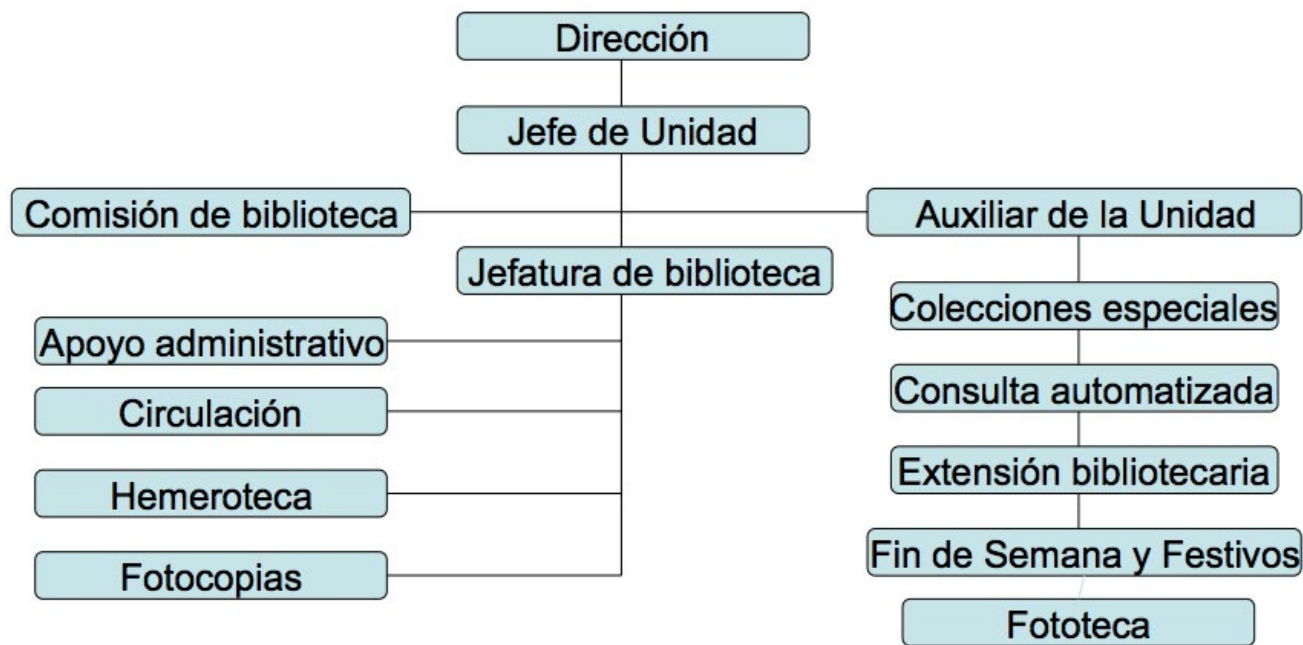 Dirección
Jefe de Unidad
Comisión de biblioteca
Auxiliar de la Unidad
Jefatura de biblioteca
Apoyo administrativo
Circulación
Hemeroteca
Fotocopias
Colecciones especiales
Consulta automatizada
Extensión bibliotecaria
Fin de Semana y Festivos
Fototeca